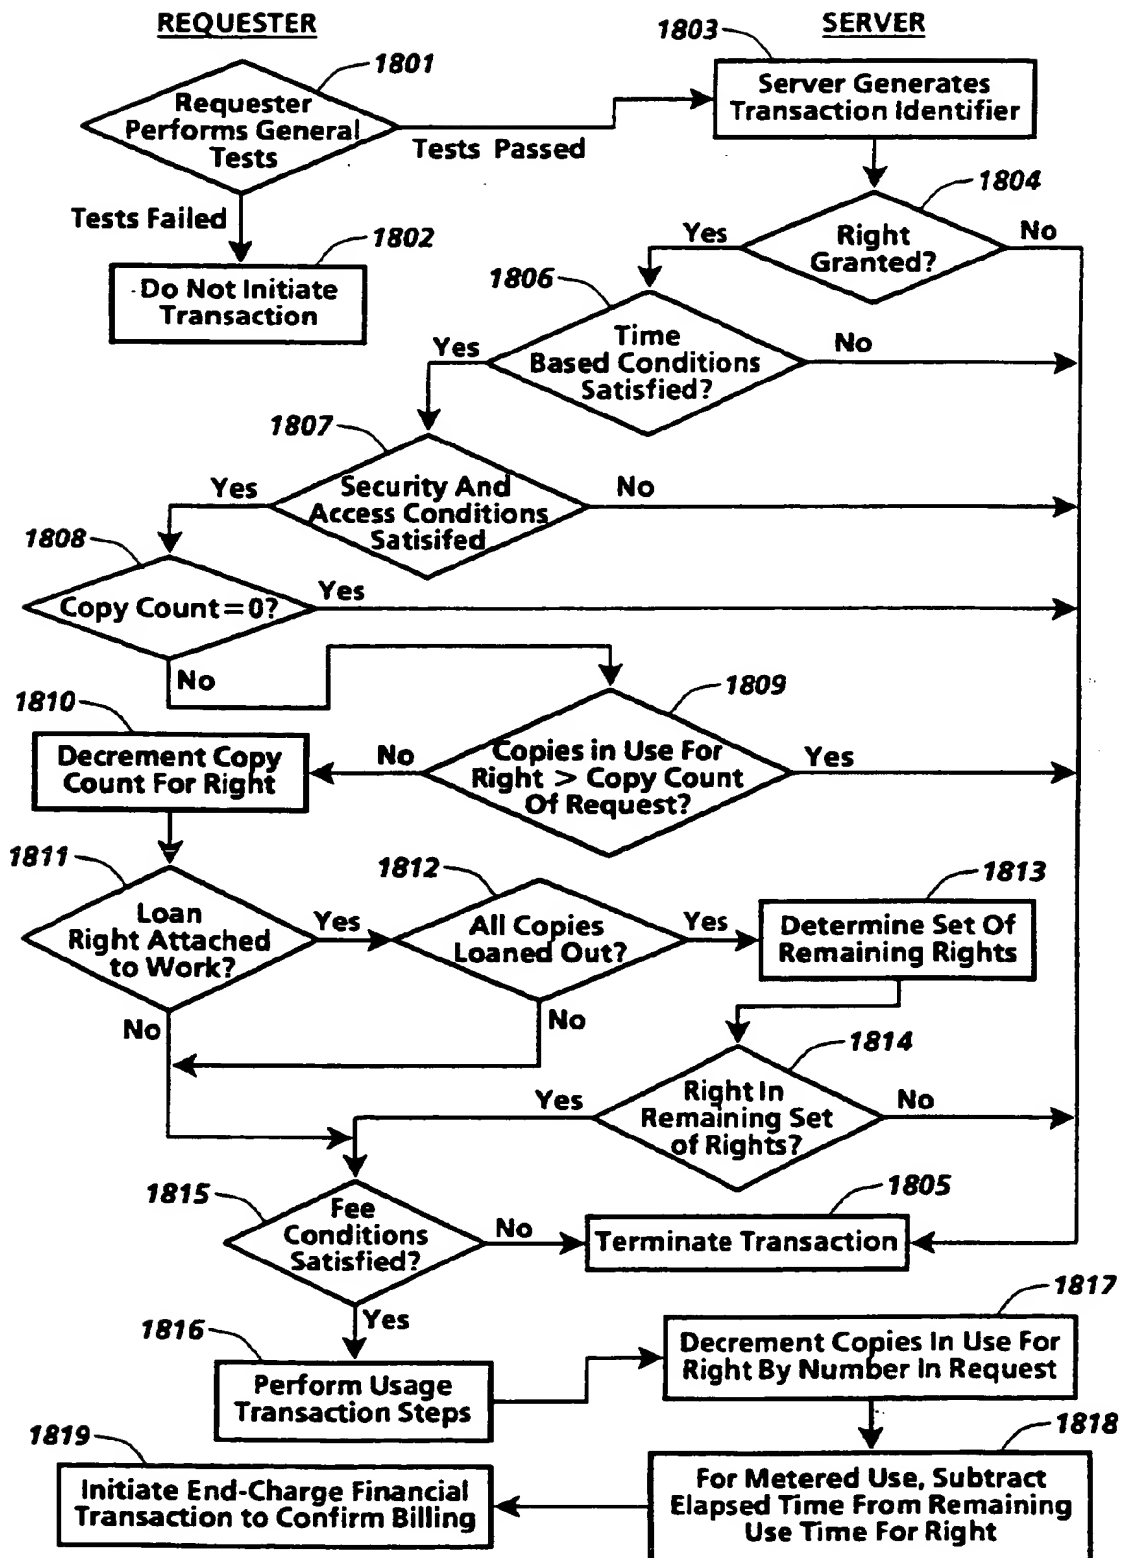 REQUESTER
SERVER
1801
1803
Requester
Performs General
Tests
Server Generates
Transaction Identifier
Tests Passed
Tests Failed
1802
Do Not Initiate
Transaction
1804
Right
Granted?
Yes
No
1806
Time
Based Conditions
Satisfied?
Yes
No
1807
Security And
Access Conditions
Satisifed
Yes
No
1808
Copy Count=0?
Yes
No
1809
Copies in Use For
Right > Copy Count
Of Request?
No
Yes
1810
Decrement Copy
Count For Right
1811
Loan
Right Attached
to Work?
Yes
No
1812
All Copies
Loaned Out?
Yes
No
1813
Determine Set Of
Remaining Rights
1814
Right In
Remaining Set
of Rights?
Yes
No
1815
Fee
Conditions
Satisfied?
No
Yes
1805
Terminate Transaction
1816
Perform Usage
Transaction Steps
1817
Decrement Copies In Use For
Right By Number In Request
1818
For Metered Use, Subtract
Elapsed Time From Remaining
Use Time For Right
1819
Initiate End-Charge Financial
Transaction to Confirm Billing